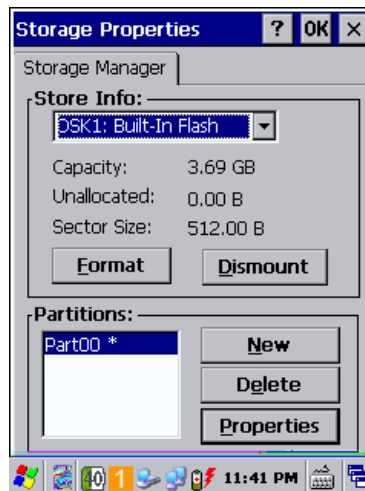 Storage Properties ? OK ×
Storage Manager
Store Info:
DSK1: Built-In Flash
Capacity: 3.69 GB
Unallocated: 0.00 B
Sector Size: 512.00 B
Format Dismount
Partitions:
Part00 *
New
Delete
Properties
40 1 11:41 PM